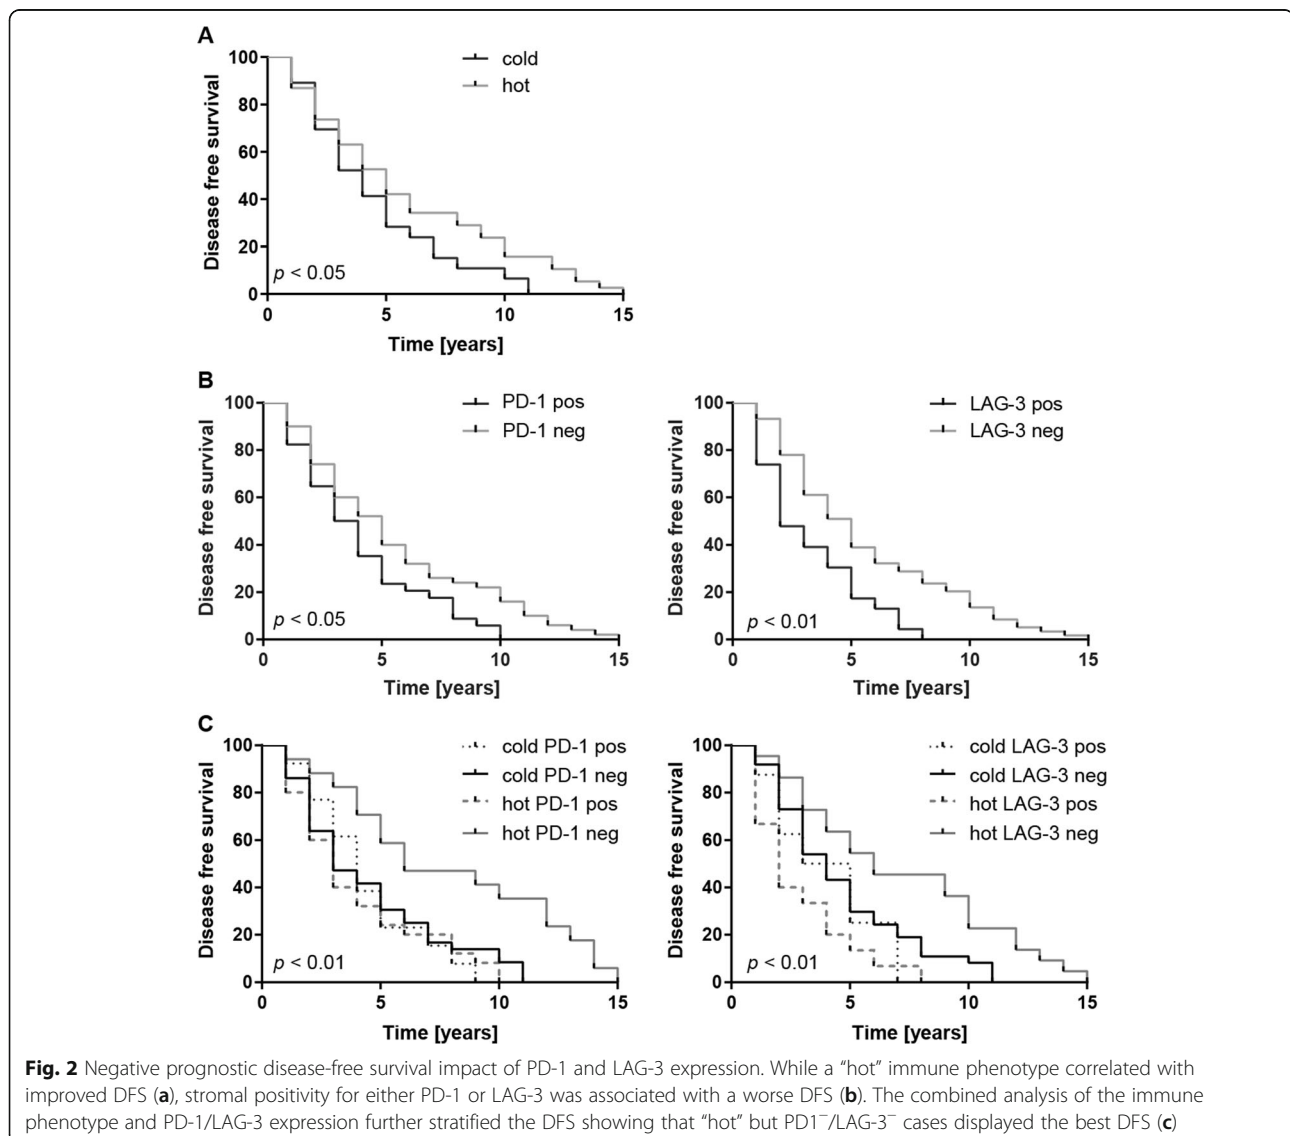 A
100
80
60
40
20
0
Disease free survival
cold
hot
p < 0.05
0 5 10 15
Time [years]
B
100
80
60
40
20
0
Disease free survival
PD-1 pos
PD-1 neg
p < 0.05
0 5 10 15
Time [years]
100
80
60
40
20
0
Disease free survival
LAG-3 pos
LAG-3 neg
p < 0.01
0 5 10 15
Time [years]
C
100
80
60
40
20
0
Disease free survival
cold PD-1 pos
cold PD-1 neg
hot PD-1 pos
hot PD-1 neg
p < 0.01
0 5 10 15
Time [years]
100
80
60
40
20
0
Disease free survival
cold LAG-3 pos
cold LAG-3 neg
hot LAG-3 pos
hot LAG-3 neg
p < 0.01
0 5 10 15
Time [years]
Fig. 2 Negative prognostic disease-free survival impact of PD-1 and LAG-3 expression. While a “hot” immune phenotype correlated with
improved DFS (a), stromal positivity for either PD-1 or LAG-3 was associated with a worse DFS (b). The combined analysis of the immune
phenotype and PD-1/LAG-3 expression further stratified the DFS showing that “hot” but PD1⁻/LAG-3⁻ cases displayed the best DFS (c)